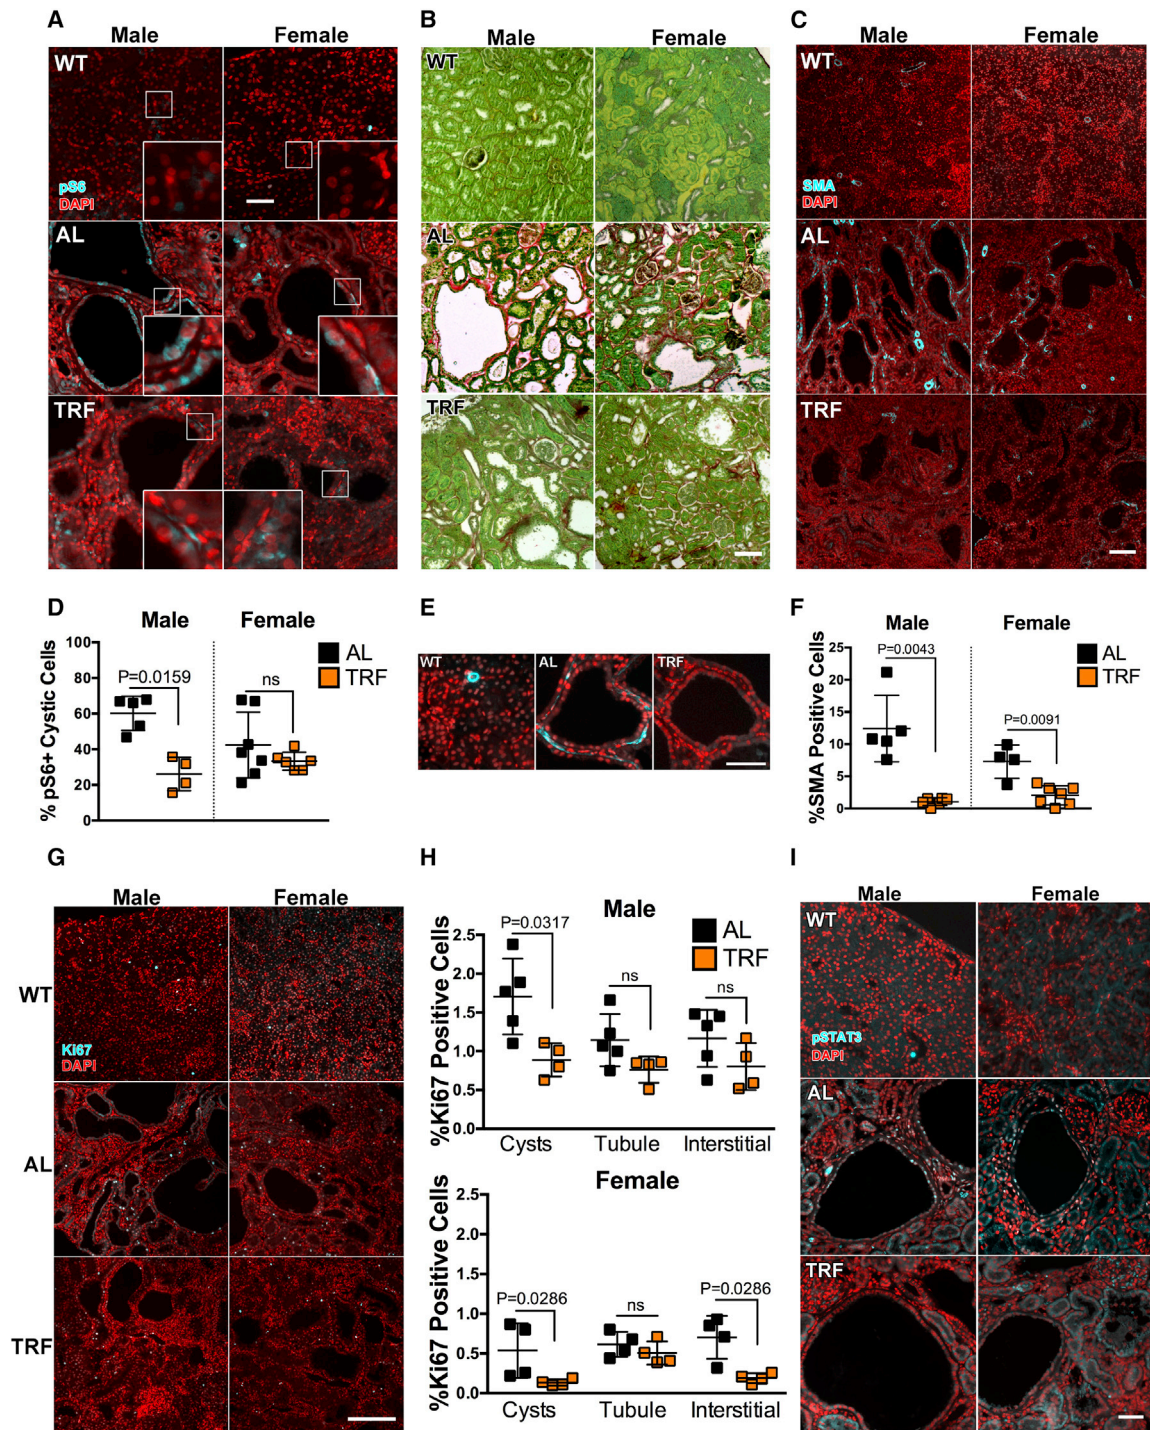 A
Male Female
WT
pS6
DAPI
AL
TRF
B
Male Female
WT
AL
TRF
C
Male Female
WT
SMA
DAPI
AL
TRF
D
Male Female
% pS6+ Cystic Cells
100
80
60
40
20
0
P=0.0159
ns
AL
TRF
E
WT AL TRF
F
Male Female
%SMA Positive Cells
25
20
15
10
5
0
P=0.0043
P=0.0091
AL
TRF
G
Male Female
WT
Ki67
DAPI
AL
TRF
H
Male
%Ki67 Positive Cells
2.5
2.0
1.5
1.0
0.5
0.0
P=0.0317
ns
ns
AL
TRF
Cysts Tubule Interstitial
Female
%Ki67 Positive Cells
2.5
2.0
1.5
1.0
0.5
0.0
P=0.0286
ns
P=0.0286
Cysts Tubule Interstitial
I
Male Female
WT
pSTAT3
DAPI
AL
TRF